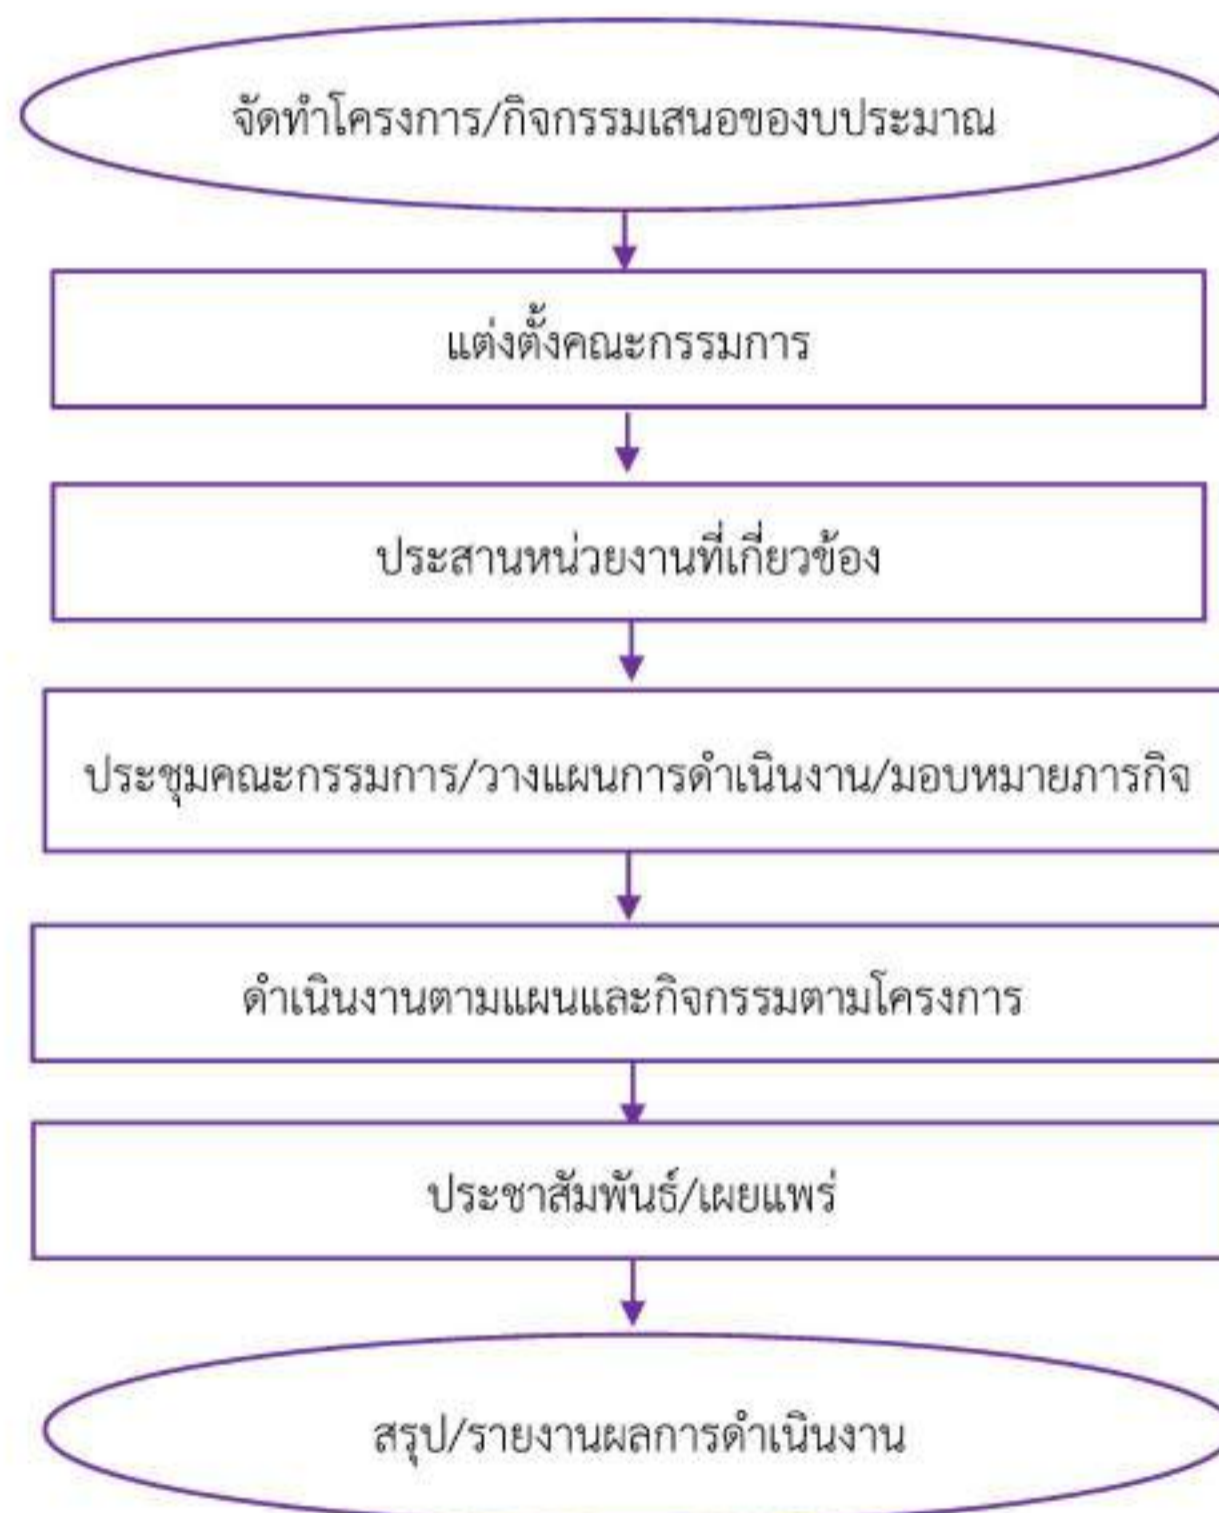 จัดทำโครงการ/กิจกรรมเสนอของบประมาณ
แต่งตั้งคณะกรรมการ
ประสานหน่วยงานที่เกี่ยวข้อง
ประชุมคณะกรรมการ/วางแผนการดำเนินงาน/มอบหมายภารกิจ
ดำเนินงานตามแผนและกิจกรรมตามโครงการ
ประชาสัมพันธ์/เผยแพร่
สรุป/รายงานผลการดำเนินงาน